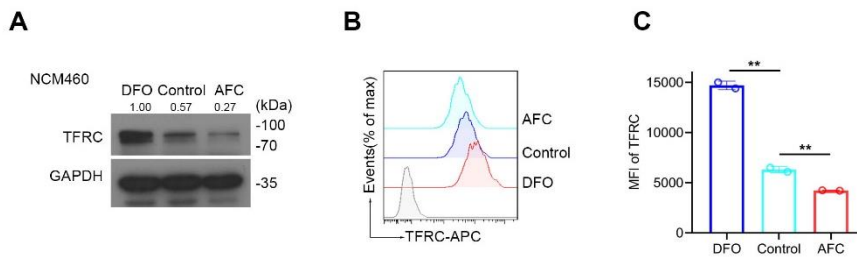 A
NCM460
DFO Control AFC
1.00 0.57 0.27 (kDa)
TFRC
-100
-70
GAPDH
-35
B
Events(% of max)
AFC
Control
DFO
TFRC-APC
C
MFI of TFRC
15000
10000
5000
0
**
**
DFO Control AFC